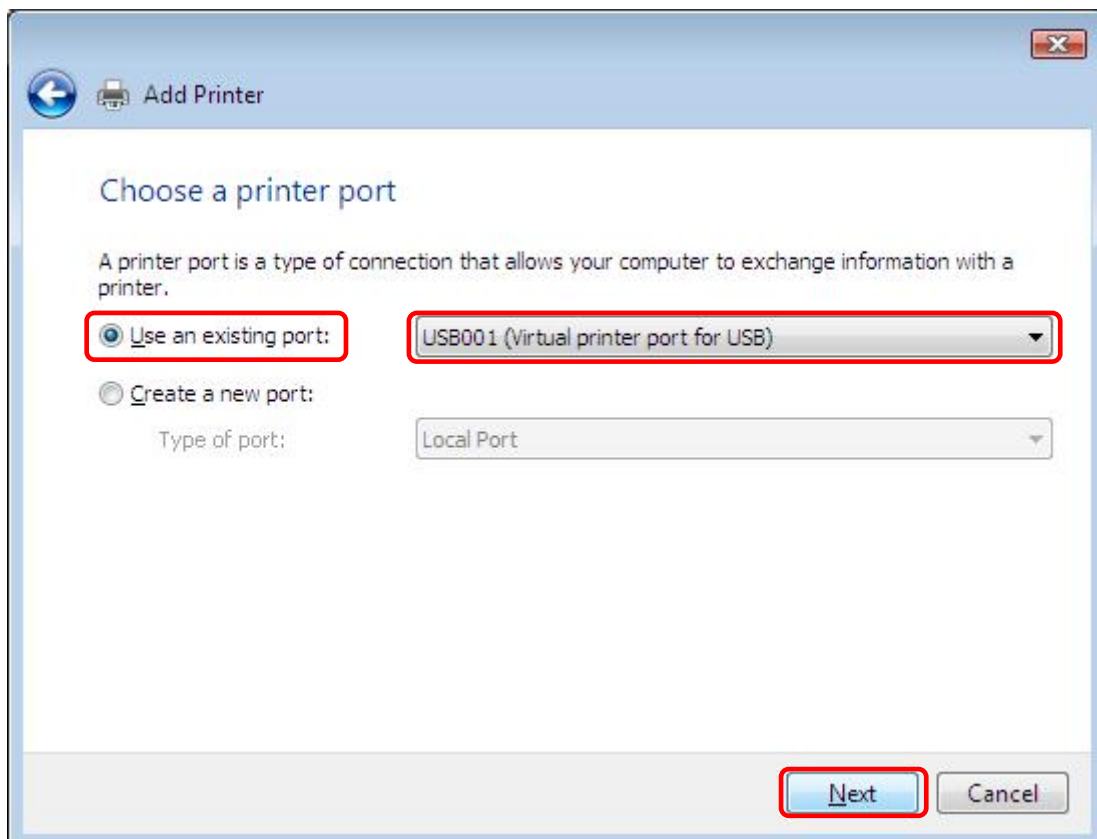 Add Printer
Choose a printer port
A printer port is a type of connection that allows your computer to exchange information with a
printer.
Use an existing port: USB001 (Virtual printer port for USB)
Create a new port:
Type of port: Local Port
Next Cancel